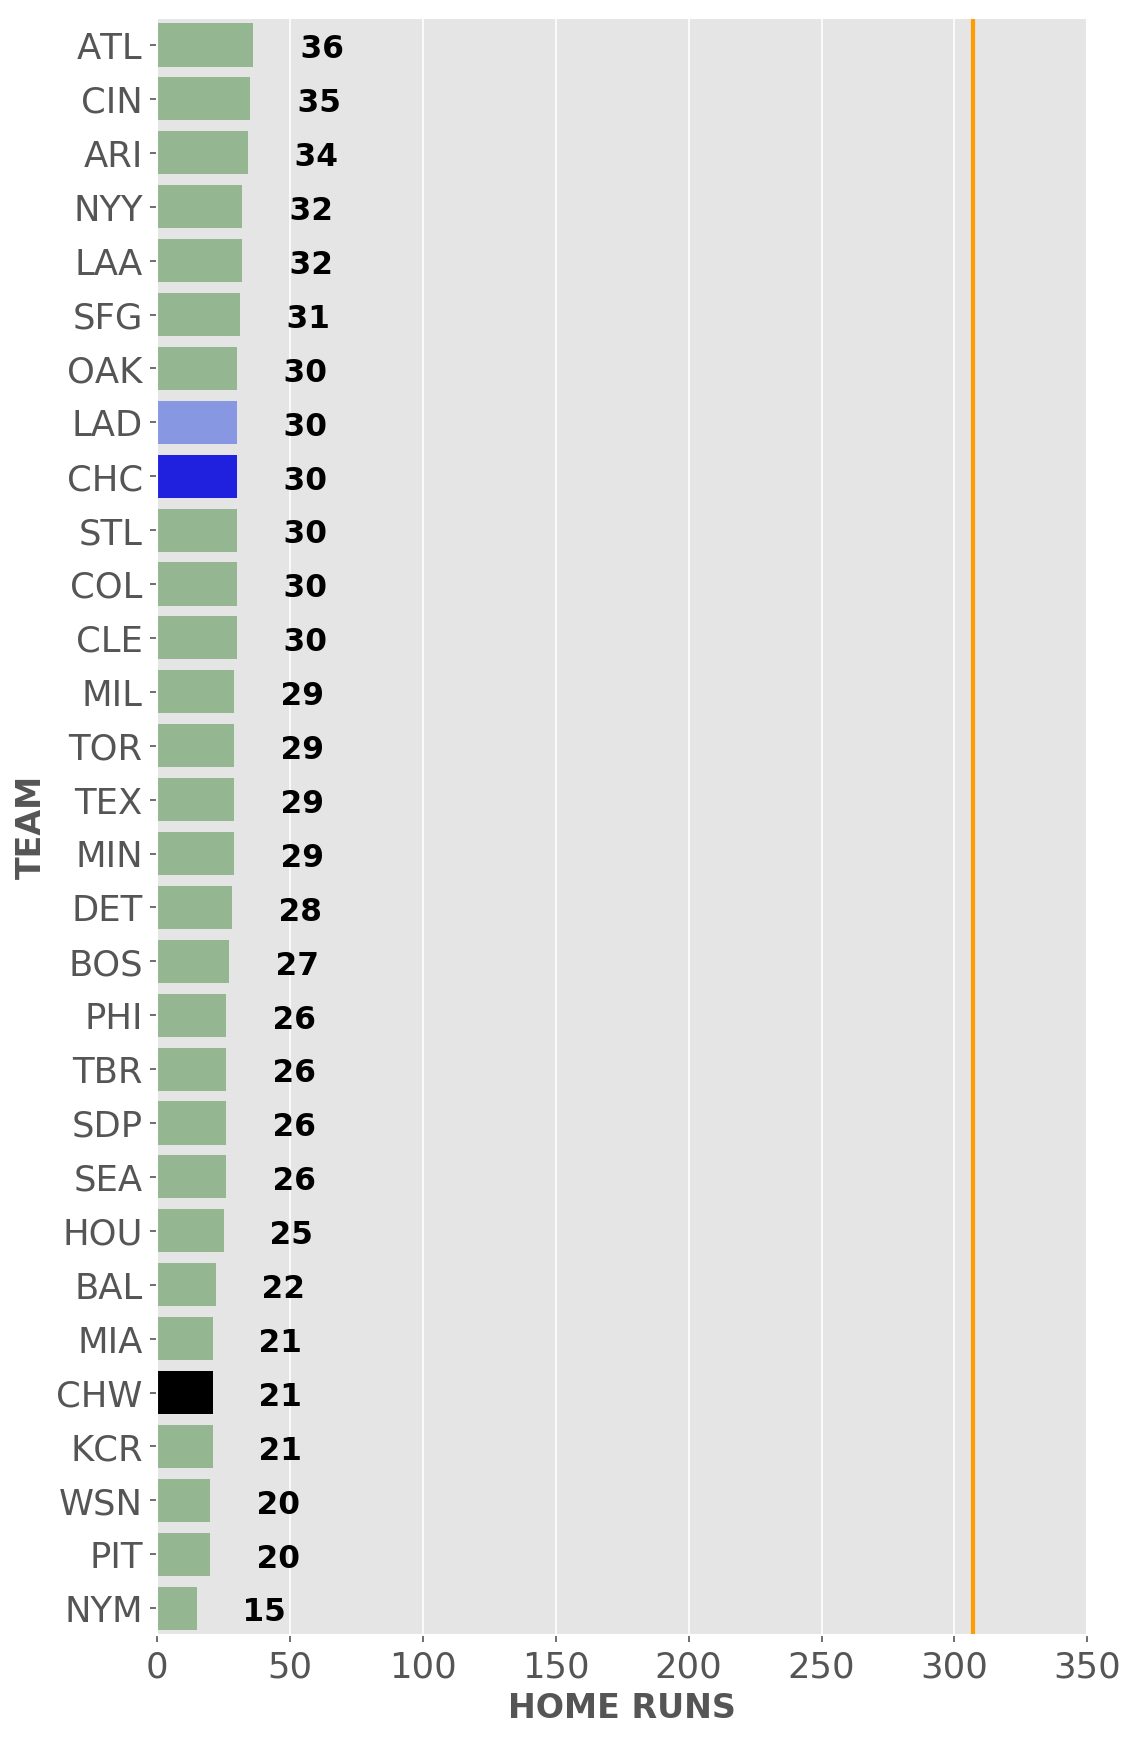 ATL 36
CIN 35
ARI 34
NYY 32
LAA 32
SFG 31
OAK 30
LAD 30
CHC 30
STL 30
COL 30
CLE 30
MIL 29
TOR 29
TEX 29
MIN 29
DET 28
BOS 27
PHI 26
TBR 26
SDP 26
SEA 26
HOU 25
BAL 22
MIA 21
CHW 21
KCR 21
WSN 20
PIT 20
NYM 15
TEAM
0 50 100 150 200 250 300 350
HOME RUNS